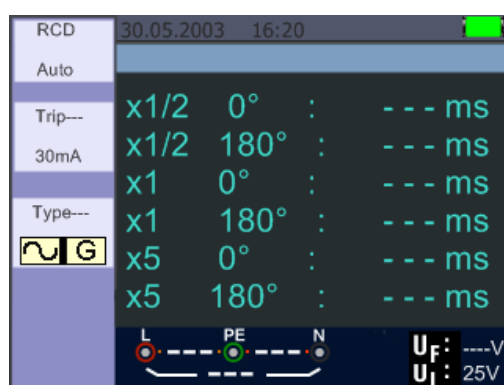 RCD
30.05.2003 16:20
Auto
Trip---
30mA
Type---
G
x1/2 0° : - - - ms
x1/2 180° : - - - ms
x1 0° : - - - ms
x1 180° : - - - ms
x5 0° : - - - ms
x5 180° : - - - ms
L PE N
UF: ----V
UL: 25V